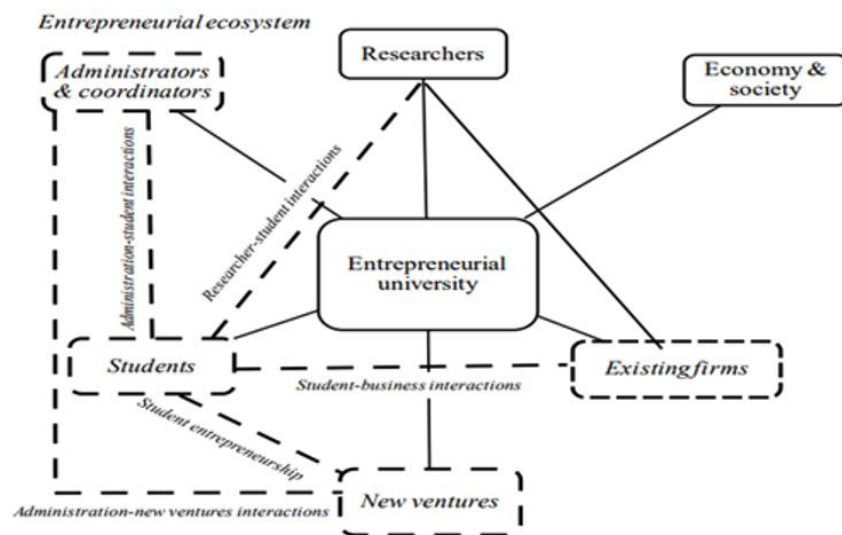 Entrepreneurial ecosystem
Administrators
& coordinators
Researchers
Economy &
society
Administration-student interactions
Researcher-student interactions
Entrepreneurial
university
Students
Existing firms
Student-business interactions
Student entrepreneurship
New ventures
Administration-new ventures interactions